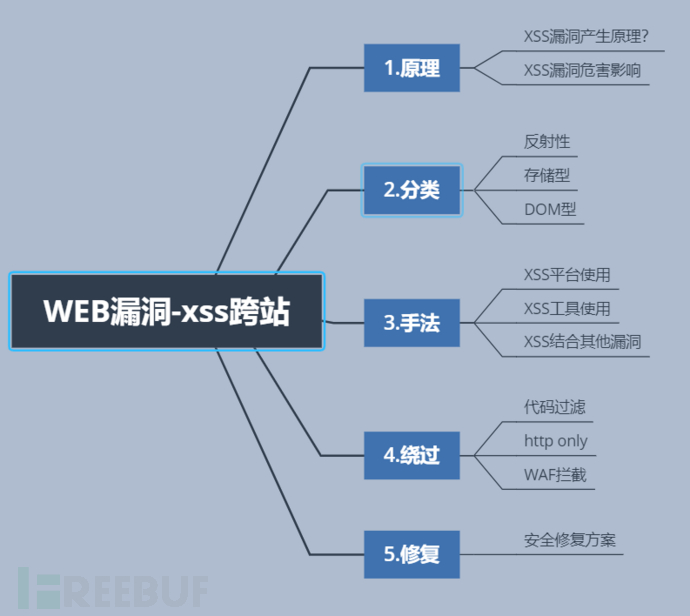 WEB漏洞-xss跨站
1.原理
XSS漏洞产生原理?
XSS漏洞危害影响
2.分类
反射性
存储型
DOM型
3.手法
XSS平台使用
XSS工具使用
XSS结合其他漏洞
4.绕过
代码过滤
http only
WAF拦截
5.修复
安全修复方案
FREEBUF